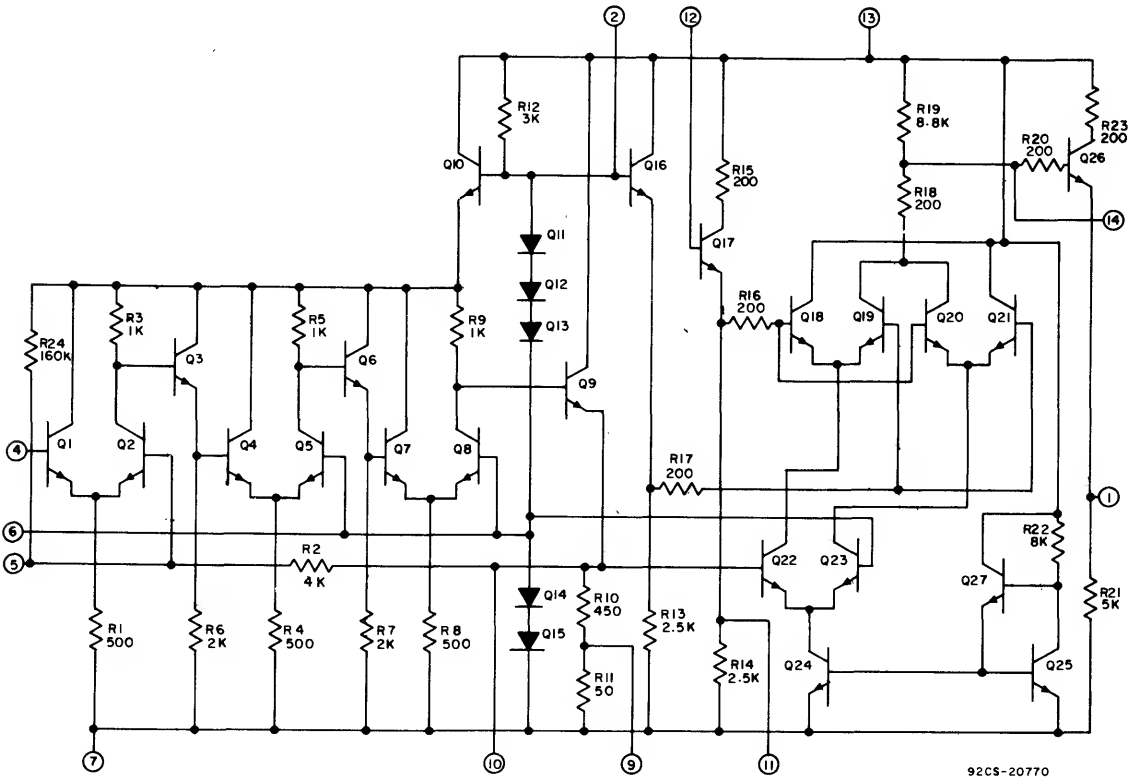 2
12
13
R12
3K
R19
8.8K
R23
200
R20
200
Q26
Q10
Q16
R15
200
R18
200
14
Q17
Q11
Q12
Q13
R16
200
Q18
Q19
Q20
Q21
R24
160K
R3
1K
Q3
R5
1K
Q6
R9
1K
Q9
4
Q1
Q2
Q4
Q5
Q7
Q8
R17
200
1
6
5
R2
4K
Q22
Q23
R22
8K
Q27
Q14
R10
450
R13
2.5K
R21
5K
R1
500
R6
2K
R4
500
R7
2K
R8
500
Q15
R11
50
R14
2.5K
Q24
Q25
7
10
9
11
92CS-20770